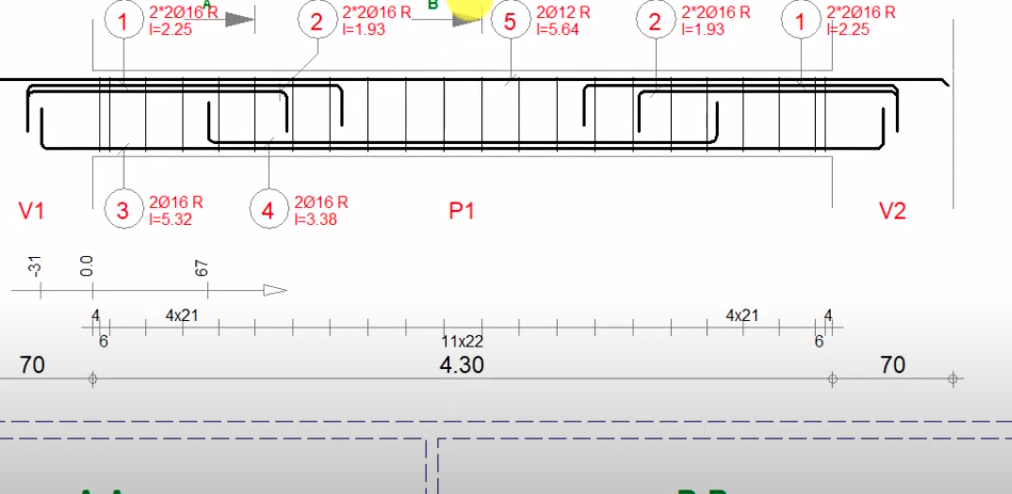 A
B
1
2*2Ø16 R
l=2.25
2
2*2Ø16 R
l=1.93
5
2Ø12 R
l=5.64
2
2*2Ø16 R
l=1.93
1
2*2Ø16 R
l=2.25
V1
3
2Ø16 R
l=5.32
4
2Ø16 R
l=3.38
P1
V2
-31
0.0
67
4
4x21
4x21
4
6
11x22
6
70
4.30
70